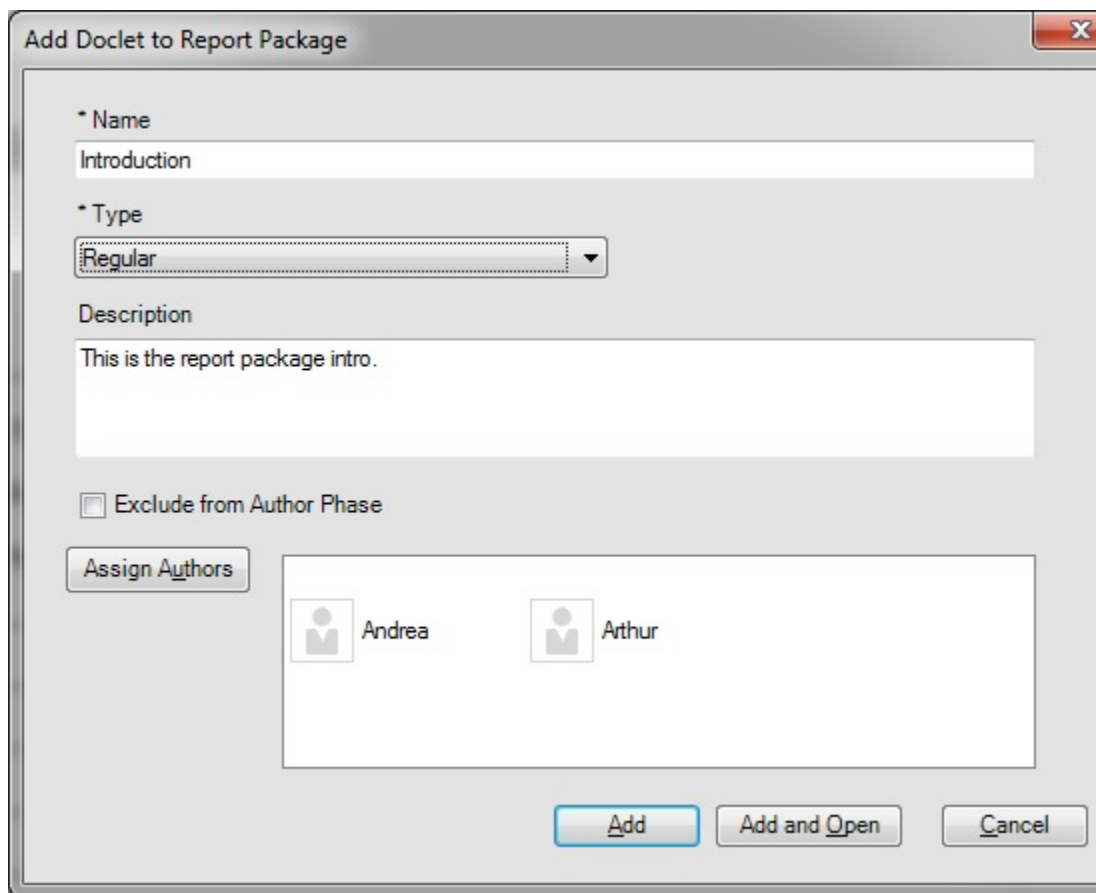 Add Doclet to Report Package
X
* Name
Introduction
* Type
Regular
Description
This is the report package intro.
Exclude from Author Phase
Assign Authors
Andrea Arthur
Add Add and Open Cancel